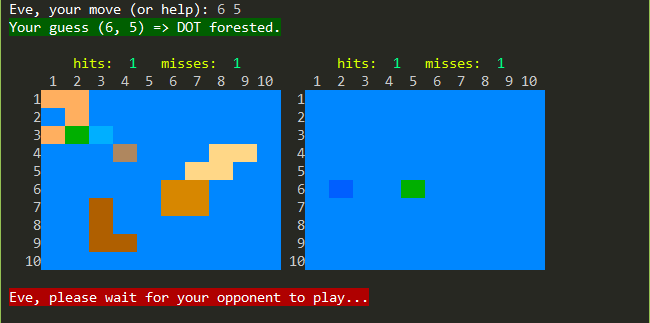 Eve, your move (or help): 6 5
Your guess (6, 5) => DOT forested.
hits: 1 misses: 1 hits: 1 misses: 1
1 2 3 4 5 6 7 8 9 10 1 2 3 4 5 6 7 8 9 10
1 1
2 2
3 3
4 4
5 5
6 6
7 7
8 8
9 9
10 10
Eve, please wait for your opponent to play...